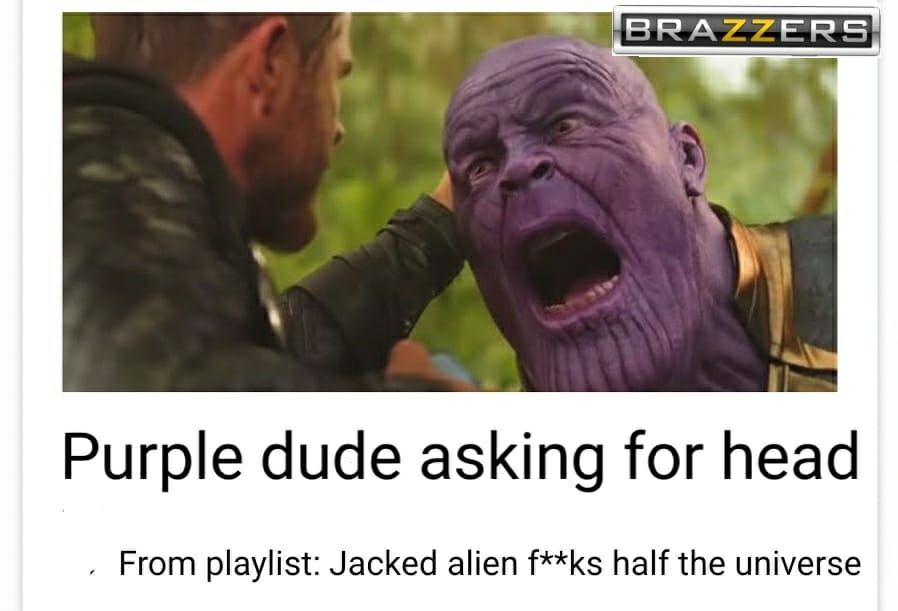 BRAZZERS
Purple dude asking for head
From playlist: Jacked alien f**ks half the universe